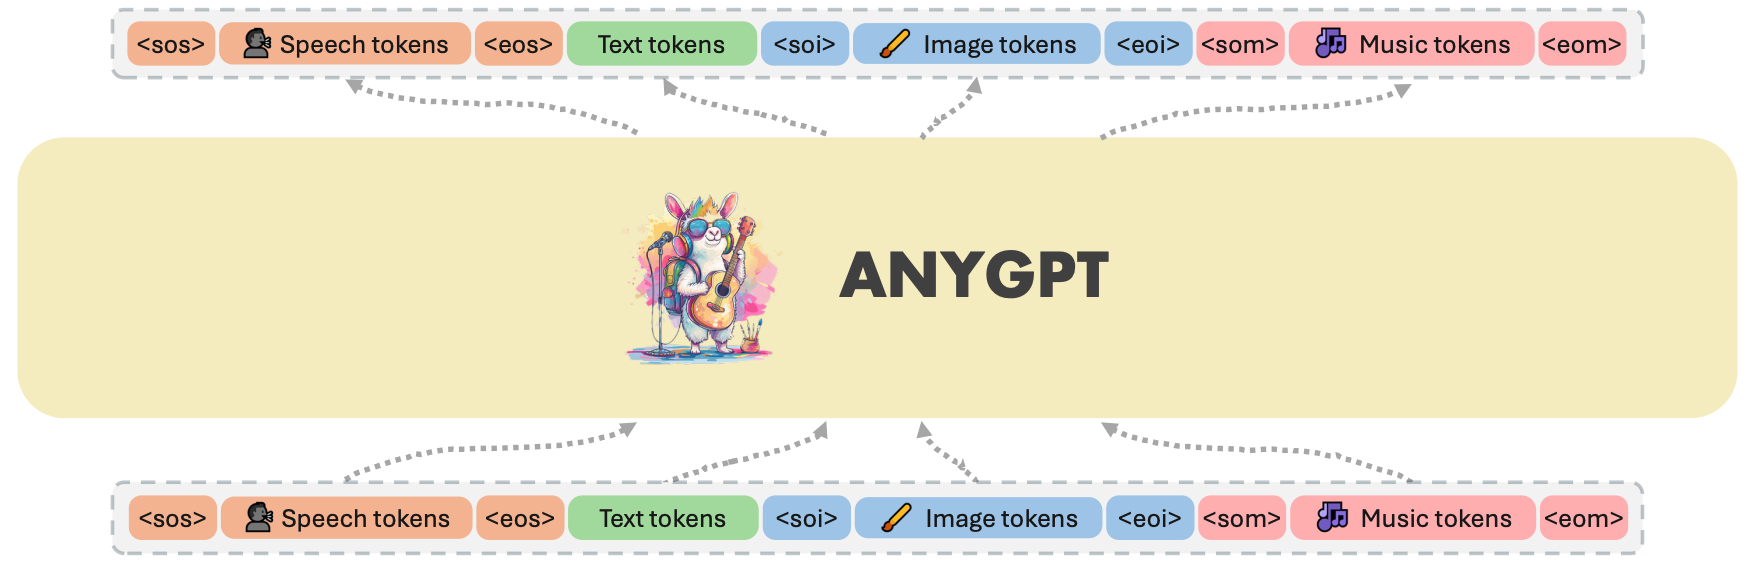 <sos> Speech tokens <eos> Text tokens <soi> Image tokens <eoi> <som> Music tokens <eom>
ANYGPT
<sos> Speech tokens <eos> Text tokens <soi> Image tokens <eoi> <som> Music tokens <eom>